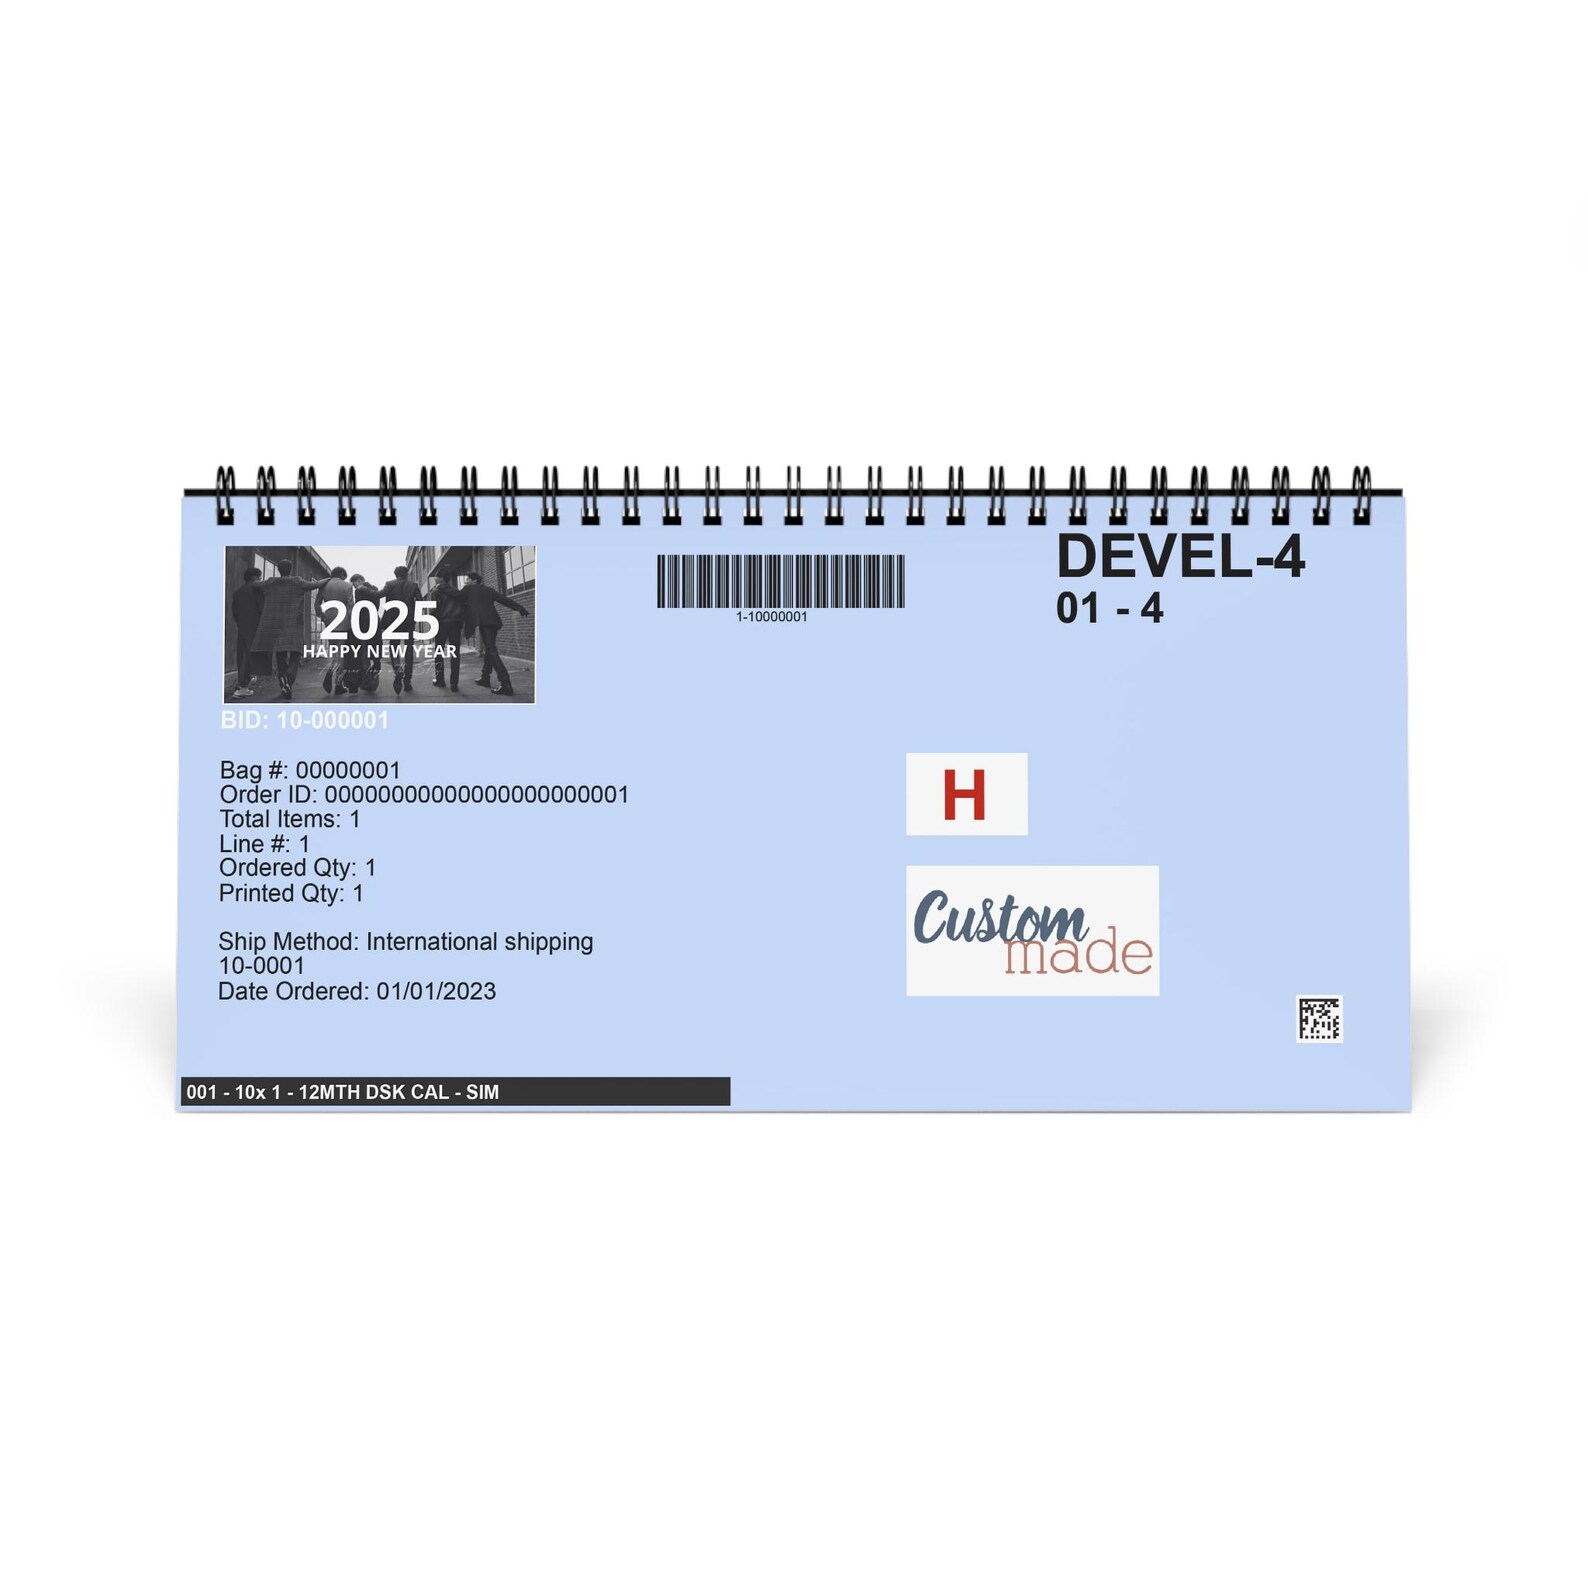 2025
HAPPY NEW YEAR
BID: 10-000001
1-10000001
DEVEL-4
01 - 4
Bag #: 00000001
Order ID: 00000000000000000000001
Total Items: 1
Line #: 1
Ordered Qty: 1
Printed Qty: 1
Ship Method: International shipping
10-0001
Date Ordered: 01/01/2023
H
Custom
made
001 - 10x 1 - 12MTH DSK CAL - SIM